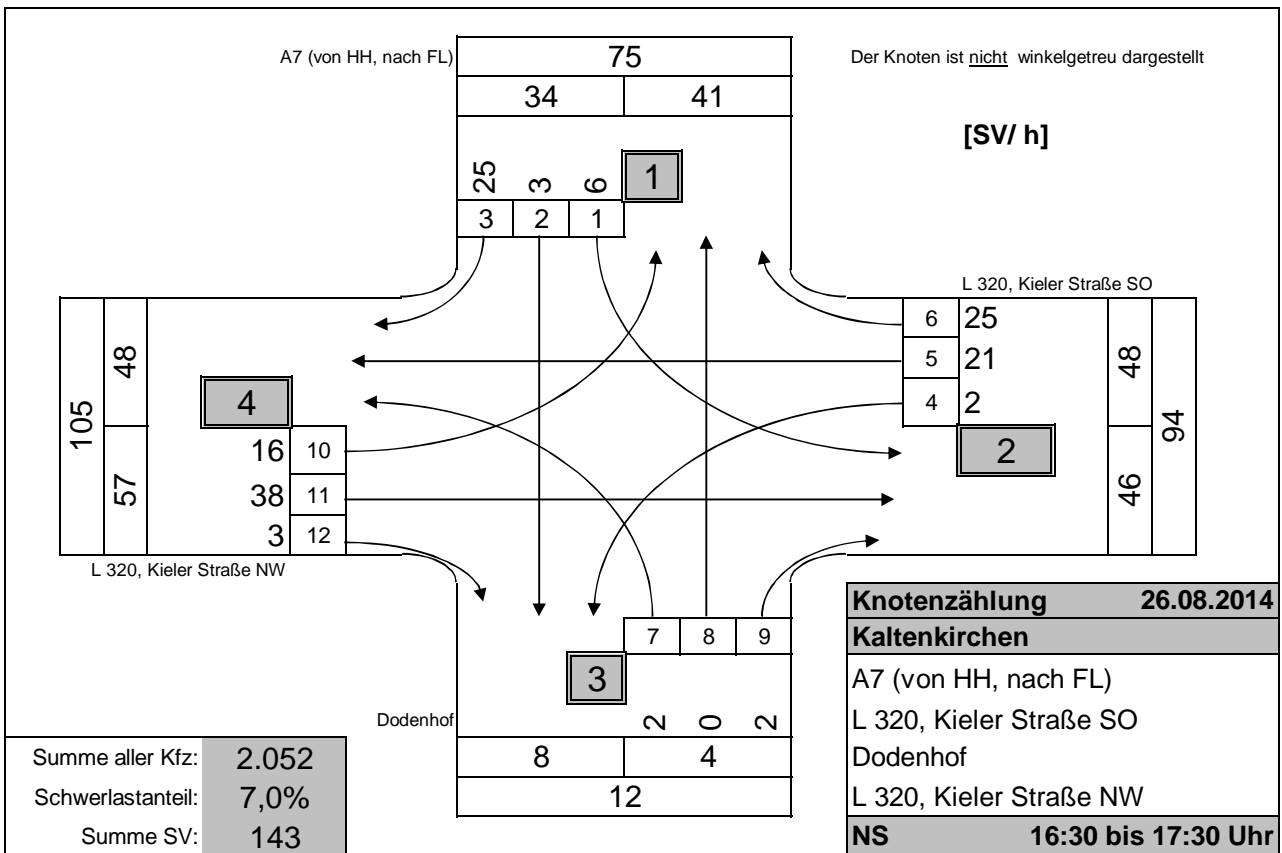 A7 (von HH, nach FL)
75
Der Knoten ist nicht winkelgetreu dargestellt
34 41
[SV/ h]
25 3 6 1
3 2 1
L 320, Kieler Straße SO
6 25
5 21
4 2
48
94
2
46
48
105
4
57
16 10
38 11
3 12
L 320, Kieler Straße NW
7 8 9
3
2 0 2
Dodenhof
8 4
12
Summe aller Kfz: 2.052
Schwerlastanteil: 7,0%
Summe SV: 143
Knotenzählung 26.08.2014
Kaltenkirchen
A7 (von HH, nach FL)
L 320, Kieler Straße SO
Dodenhof
L 320, Kieler Straße NW
NS 16:30 bis 17:30 Uhr